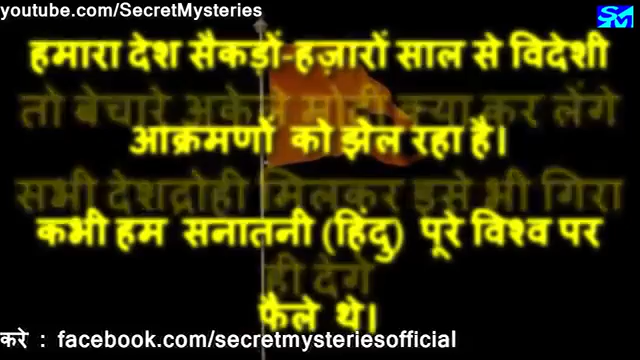 youtube.com/SecretMysteries
SM
हमारा देश सैकड़ों-हज़ारों साल से विदेशी
तो बेचारे अकेले मोदी क्या कर लेंगे
आक्रमणों को झेल रहा है।
सभी देशद्रोही मिलकर इसे भी गिरा
कभी हम सनातनी (हिंदु) पूरे विश्व पर
ही देगे
फैले थे।
करे : facebook.com/secretmysteriesofficial